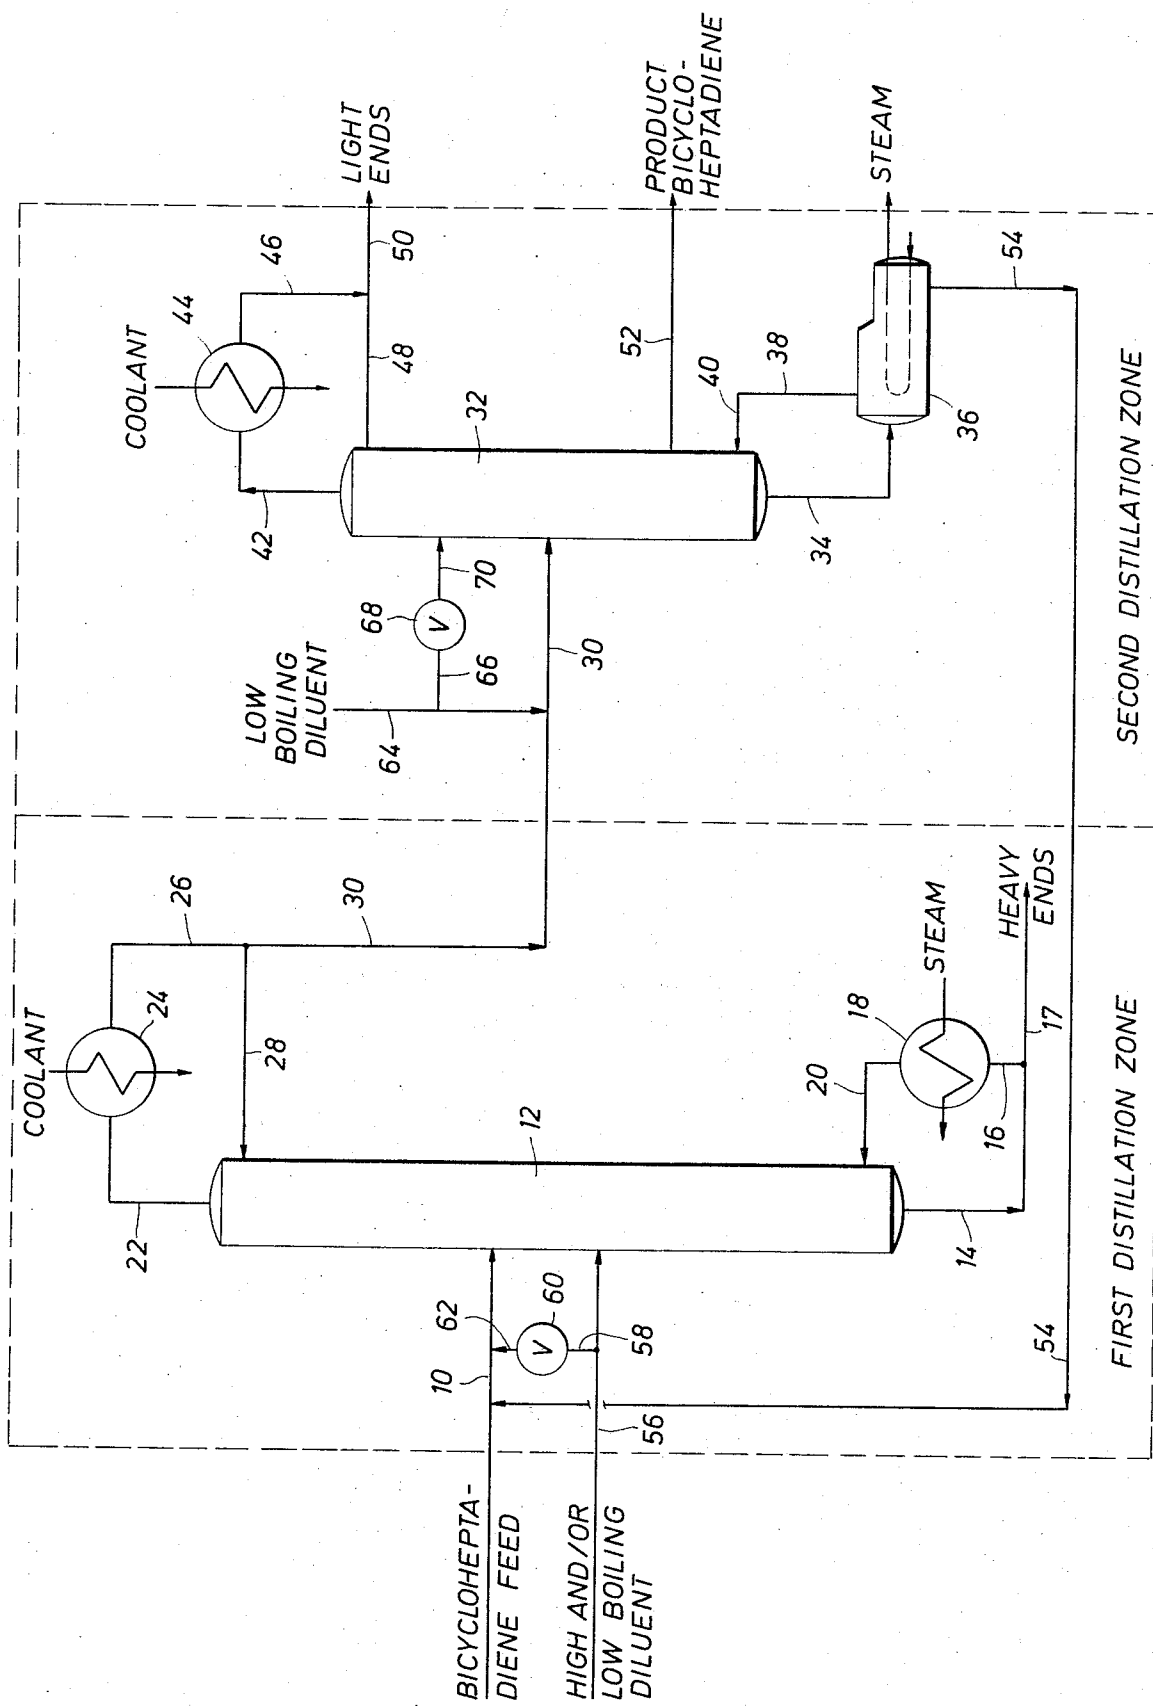 COOLANT
24
26
22
28
30
12
BICYCLOHEPTA-
DIENE FEED
10
62
60
58
56
HIGH AND/OR
LOW BOILING
DILUENT
20
18
STEAM
16
17
14
HEAVY
ENDS
54
FIRST DISTILLATION ZONE
COOLANT
44
46
42
48
50
LIGHT
ENDS
LOW
BOILING
DILUENT
64
66
68
V
70
30
32
52
PRODUCT
BICYCLO-
HEPTADIENE
40
38
34
36
STEAM
54
SECOND DISTILLATION ZONE
V